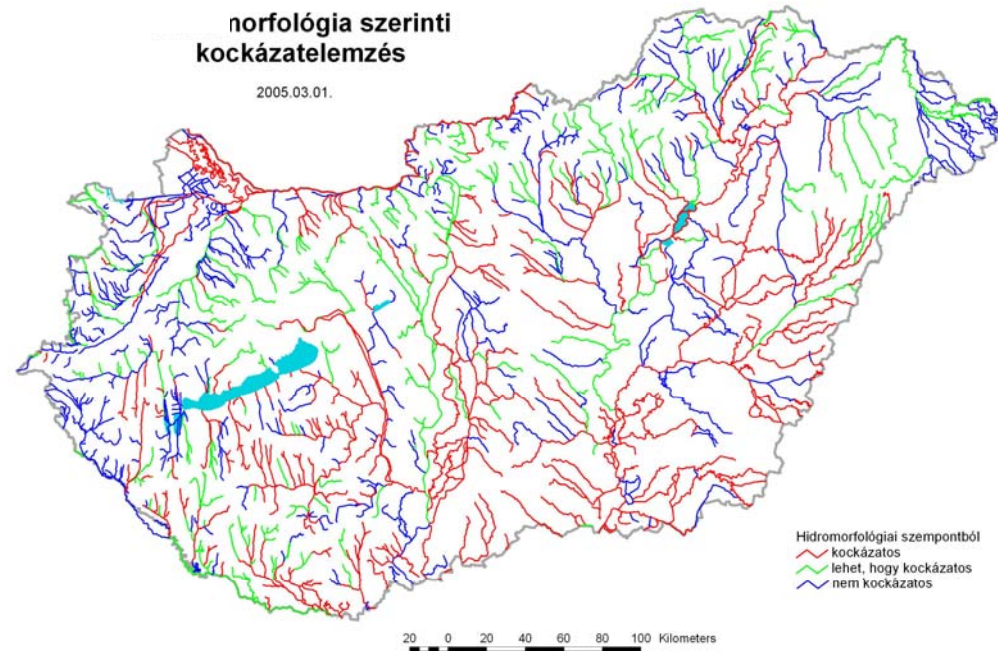 morfológia szerinti
kockázatelemzés
2005.03.01.
Hidromorfológiai szempontból
kockázatos
lehet, hogy kockázatos
nem kockázatos
20 0 20 40 60 80 100 Kilometers